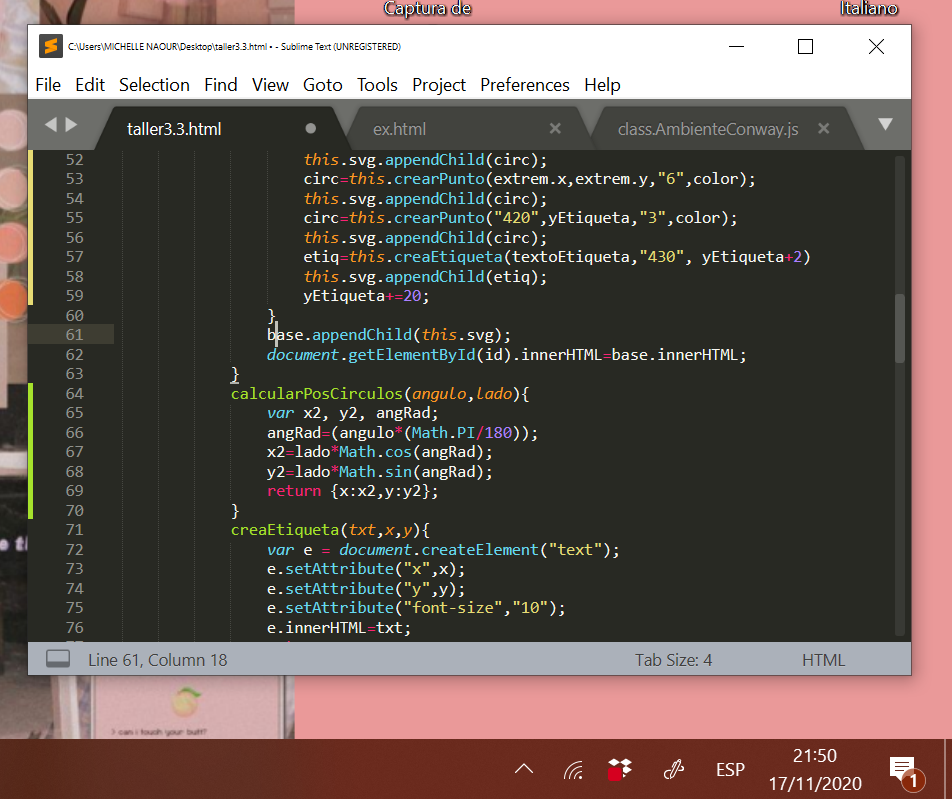 Captura de
Italiano
C:\Users\MICHELLE NAOUR\Desktop\taller3.3.html • - Sublime Text (UNREGISTERED)
File Edit Selection Find View Goto Tools Project Preferences Help
taller3.3.html
ex.html
class.AmbienteConway.js
52 this.svg.appendChild(circ);
53 circ=this.crearPunto(extrem.x,extrem.y,"6",color);
54 this.svg.appendChild(circ);
55 circ=this.crearPunto("420",yEtiqueta,"3",color);
56 this.svg.appendChild(circ);
57 etiq=this.creaEtiqueta(textoEtiqueta,"430", yEtiqueta+2)
58 this.svg.appendChild(etiq);
59 yEtiqueta+=20;
60 }
61 base.appendChild(this.svg);
62 document.getElementById(id).innerHTML=base.innerHTML;
63 }
64 calcularPosCirculos(angulo,lado){
65 var x2, y2, angRad;
66 angRad=(angulo*(Math.PI/180));
67 x2=lado*Math.cos(angRad);
68 y2=lado*Math.sin(angRad);
69 return {x:x2,y:y2};
70 }
71 creaEtiqueta(txt,x,y){
72 var e = document.createElement("text");
73 e.setAttribute("x",x);
74 e.setAttribute("y",y);
75 e.setAttribute("font-size","10");
76 e.innerHTML=txt;
Line 61, Column 18
Tab Size: 4
HTML
> can i touch your butt?
ESP
21:50
17/11/2020
1